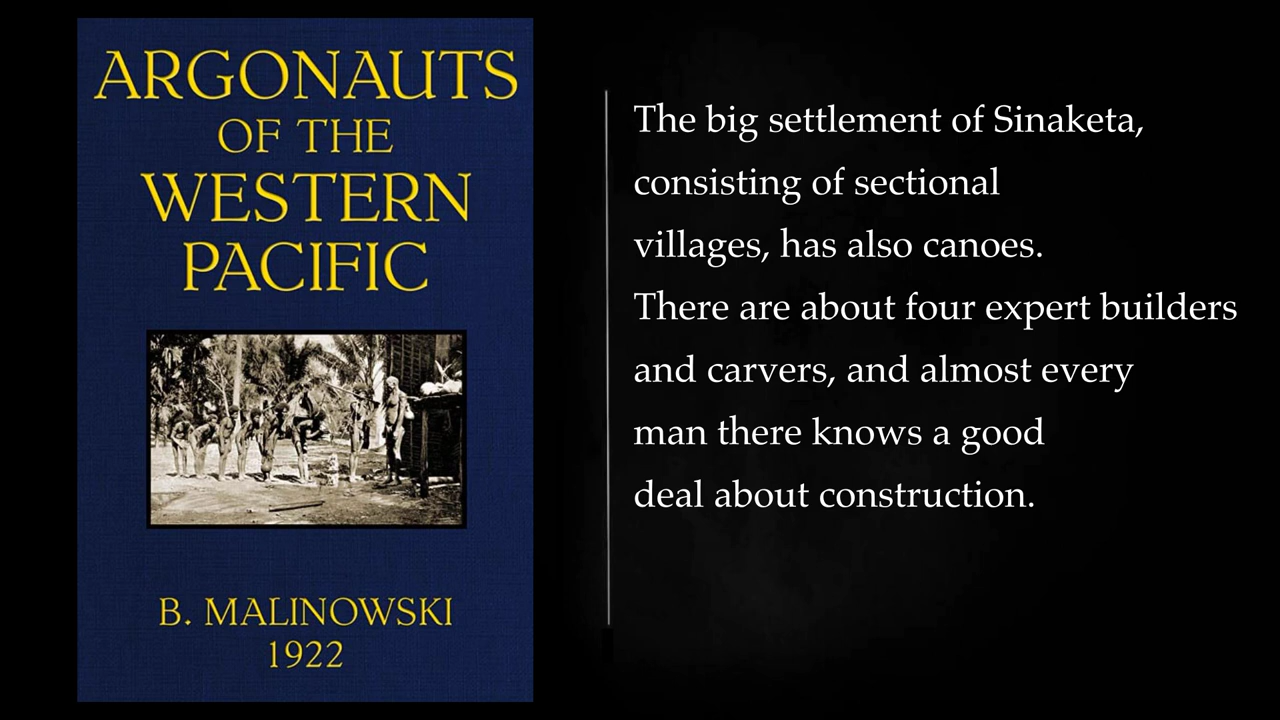 ARGONAUTS
OF THE
WESTERN
PACIFIC
B. MALINOWSKI
1922
The big settlement of Sinaketa,
consisting of sectional
villages, has also canoes.
There are about four expert builders
and carvers, and almost every
man there knows a good
deal about construction.